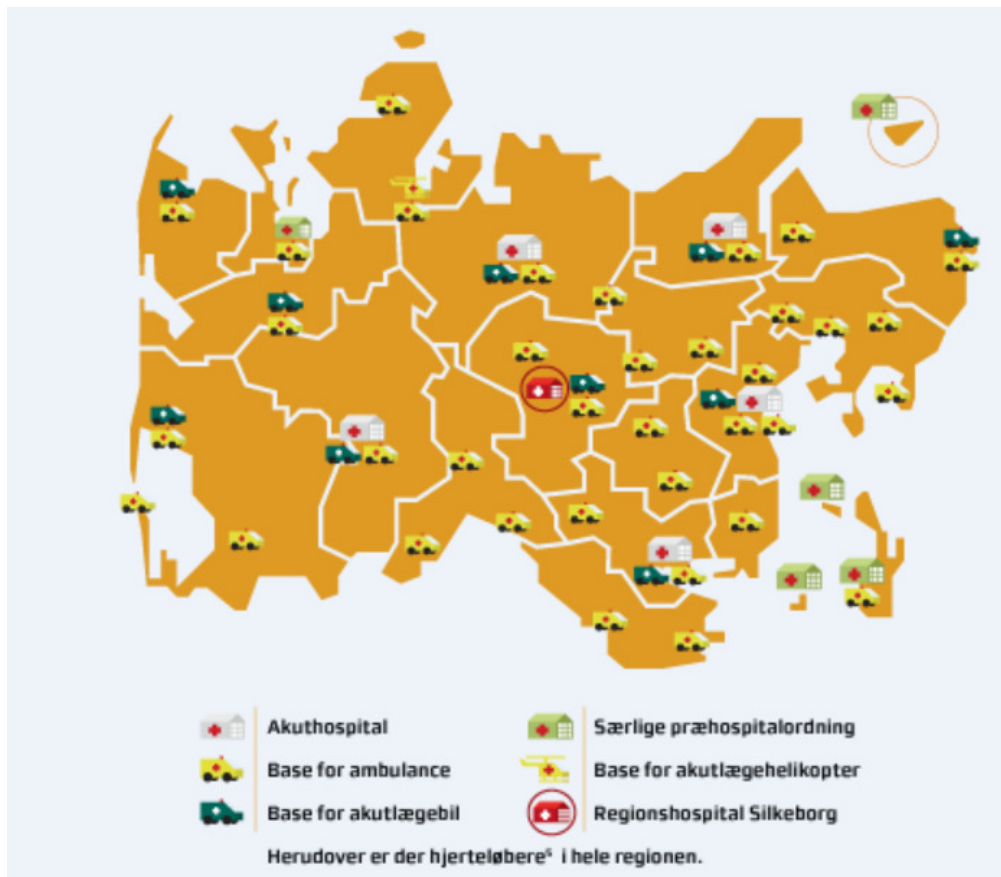 Akuthospital
Base for ambulance
Base for akutlægebil
Særlige præhospitalordning
Base for akutlægehelikopter
Regionshospital Silkeborg
Herudover er der hjerteløbere⁵ i hele regionen.